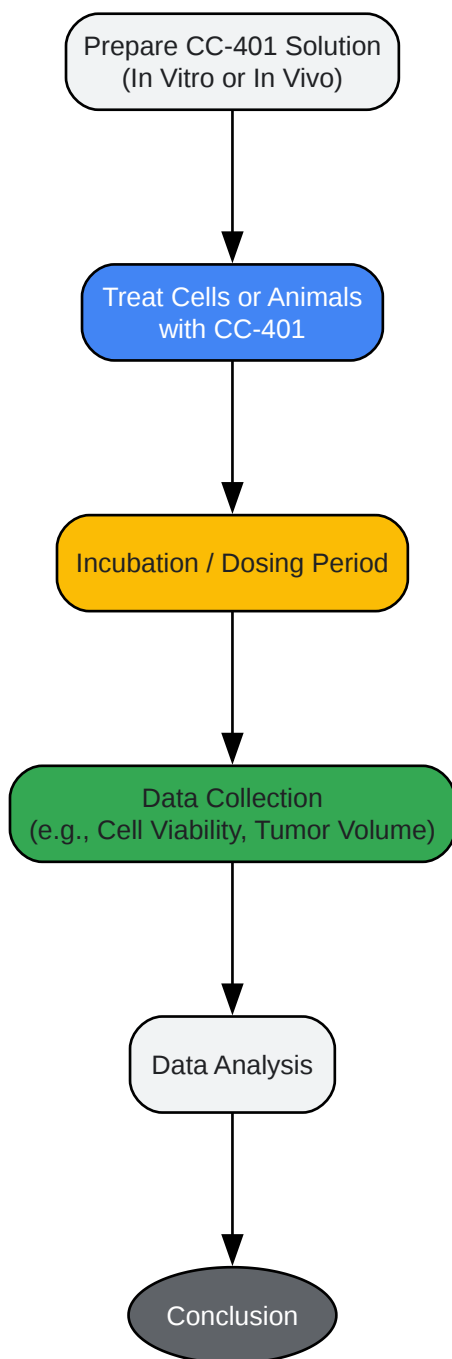 Prepare CC-401 Solution
(In Vitro or In Vivo)
Treat Cells or Animals
with CC-401
Incubation / Dosing Period
Data Collection
(e.g., Cell Viability, Tumor Volume)
Data Analysis
Conclusion